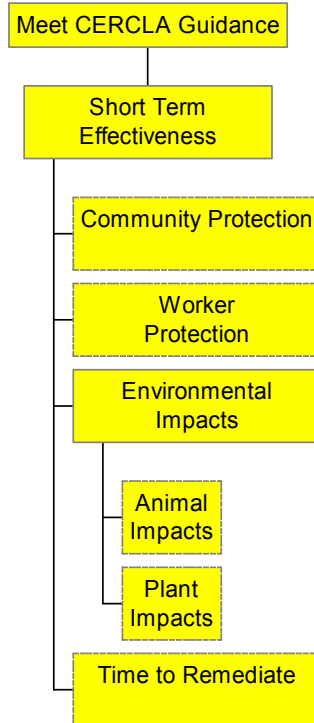 Meet CERCLA Guidance
Short Term
Effectiveness
Community Protection
Worker
Protection
Environmental
Impacts
Animal
Impacts
Plant
Impacts
Time to Remediate